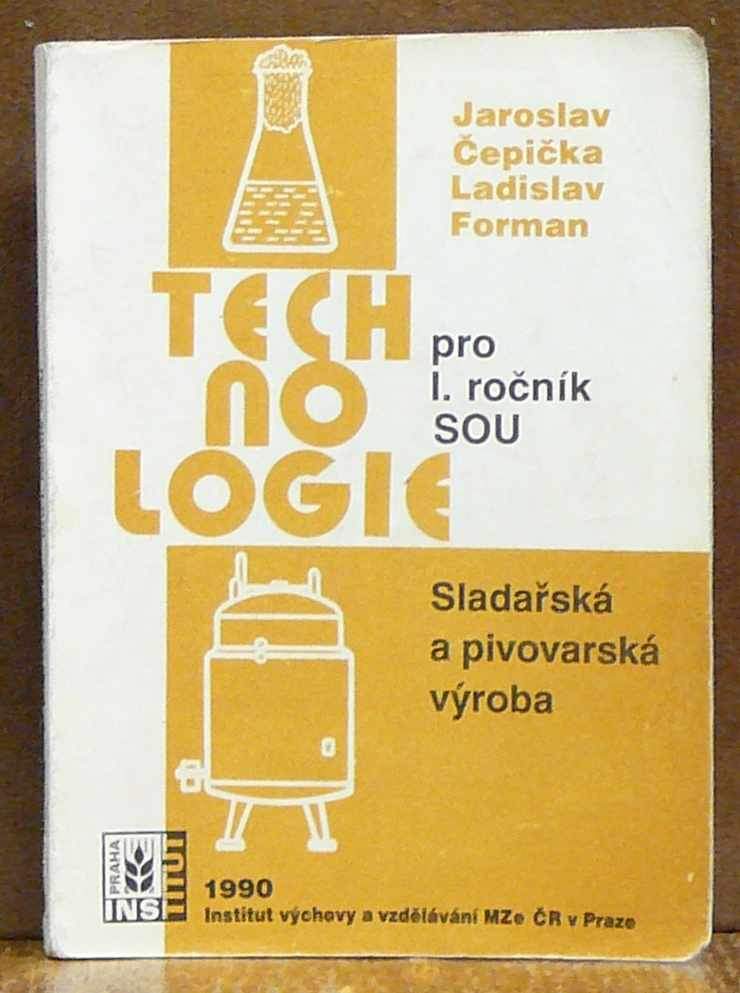 Jaroslav
Čepička
Ladislav
Forman
TECH
NO
LOGIE
pro
I. ročník
SOU
Sladařská
a pivovarská
výroba
PRAHA
INSTITUT
1990
Institut výchovy a vzdělávání MZe ČR v Praze